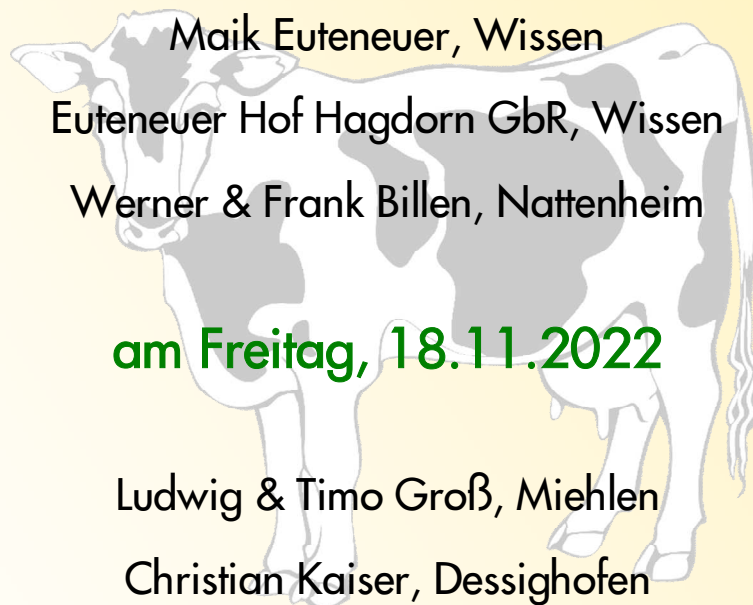 Maik Euteneuer, Wissen
Euteneuer Hof Hagdorn GbR, Wissen
Werner & Frank Billen, Nattenheim
am Freitag, 18.11.2022
Ludwig & Timo Groß, Miehlen
Christian Kaiser, Dessighofen